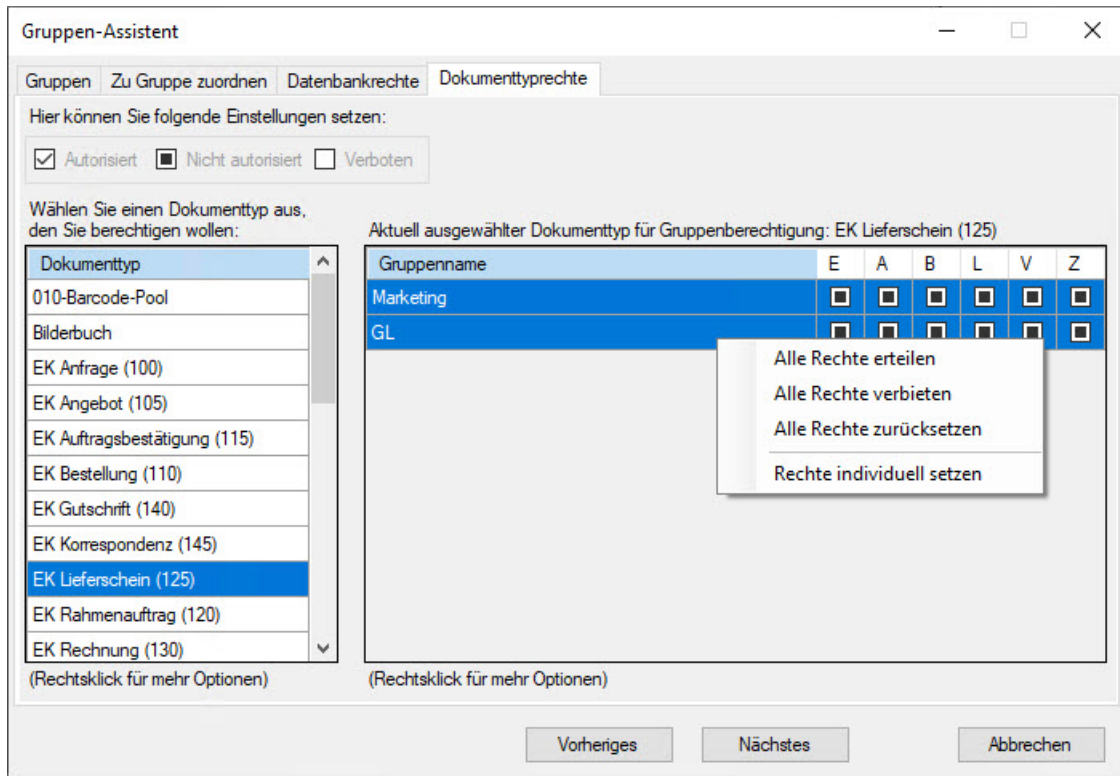 Gruppen-Assistent
Gruppen Zu Gruppe zuordnen Datenbankrechte Dokumenttyprechte
Hier können Sie folgende Einstellungen setzen:
Autorisiert Nicht autorisiert Verboten
Wählen Sie einen Dokumenttyp aus,
den Sie berechtigen wollen:
Aktuell ausgewählter Dokumenttyp für Gruppenberechtigung: EK Lieferschein (125)
Dokumenttyp
010-Barcode-Pool
Bilderbuch
EK Anfrage (100)
EK Angebot (105)
EK Auftragsbestätigung (115)
EK Bestellung (110)
EK Gutschrift (140)
EK Korrespondenz (145)
EK Lieferschein (125)
EK Rahmenauftrag (120)
EK Rechnung (130)
(Rechtsklick für mehr Optionen)
Gruppenname E A B L V Z
Marketing
GL
Alle Rechte erteilen
Alle Rechte verbieten
Alle Rechte zurücksetzen
Rechte individuell setzen
(Rechtsklick für mehr Optionen)
Vorheriges Nächstes Abbrechen